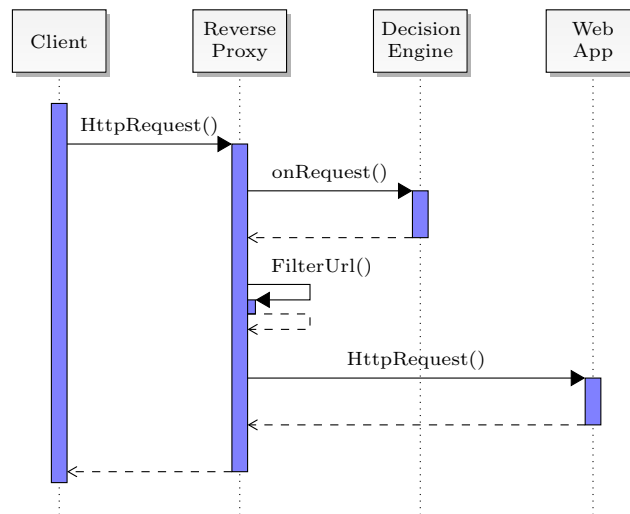 Client
Reverse
Proxy
Decision
Engine
Web
App
HttpRequest()
onRequest()
FilterUrl()
HttpRequest()